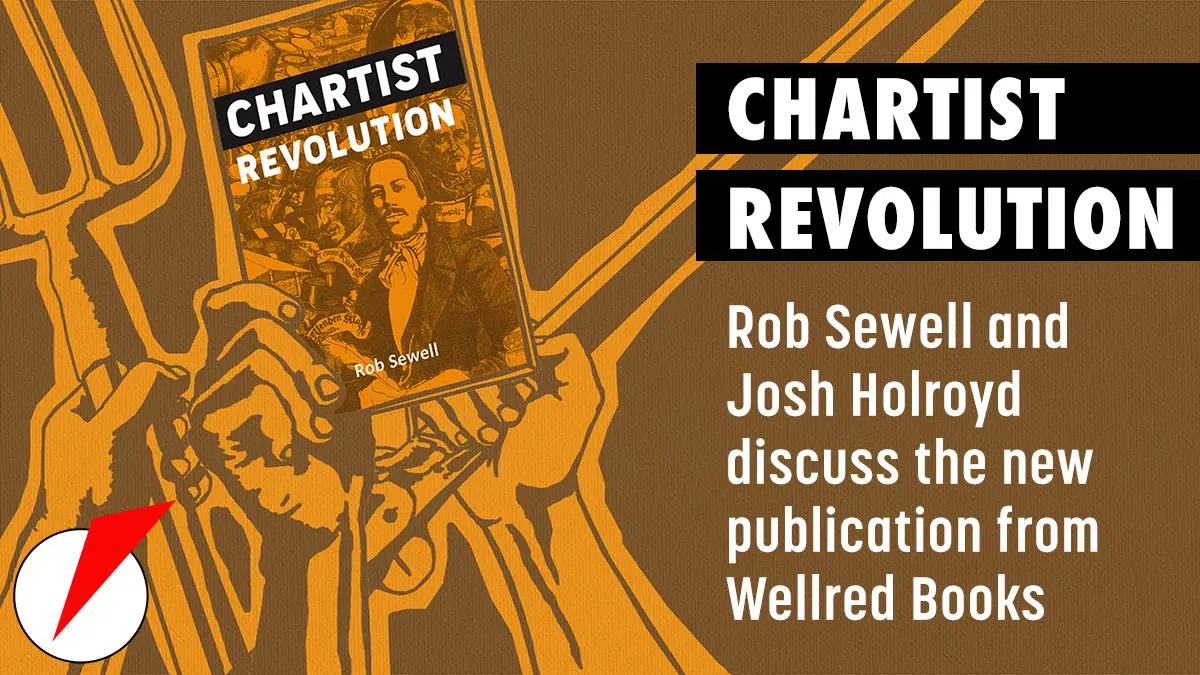 CHARTIST
REVOLUTION
Rob Sewell
CHARTIST
REVOLUTION
Rob Sewell and
Josh Holroyd
discuss the new
publication from
Wellred Books